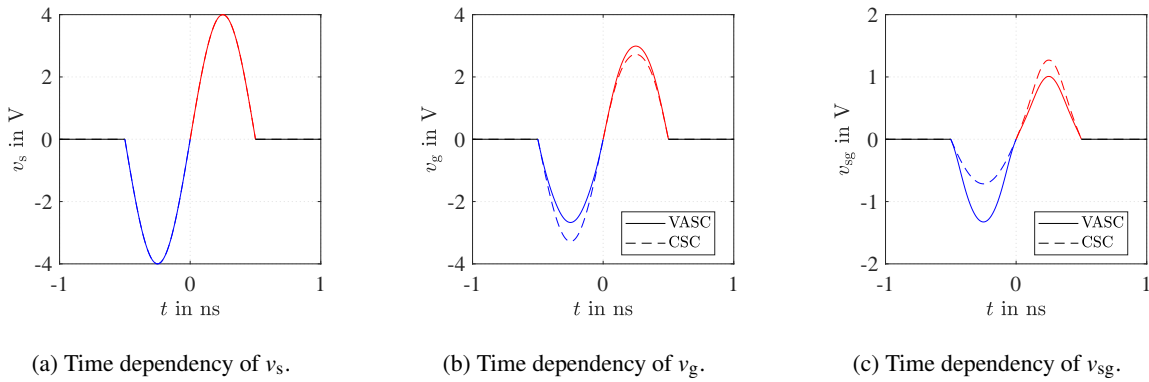 4
2
0
-2
-4
-1
0
1
v_s in V
t in ns
(a) Time dependency of v_s.
4
2
0
-2
-4
-1
0
1
v_g in V
t in ns
VASC
CSC
(b) Time dependency of v_g.
2
1
0
-1
-2
-1
0
1
v_sg in V
t in ns
VASC
CSC
(c) Time dependency of v_sg.